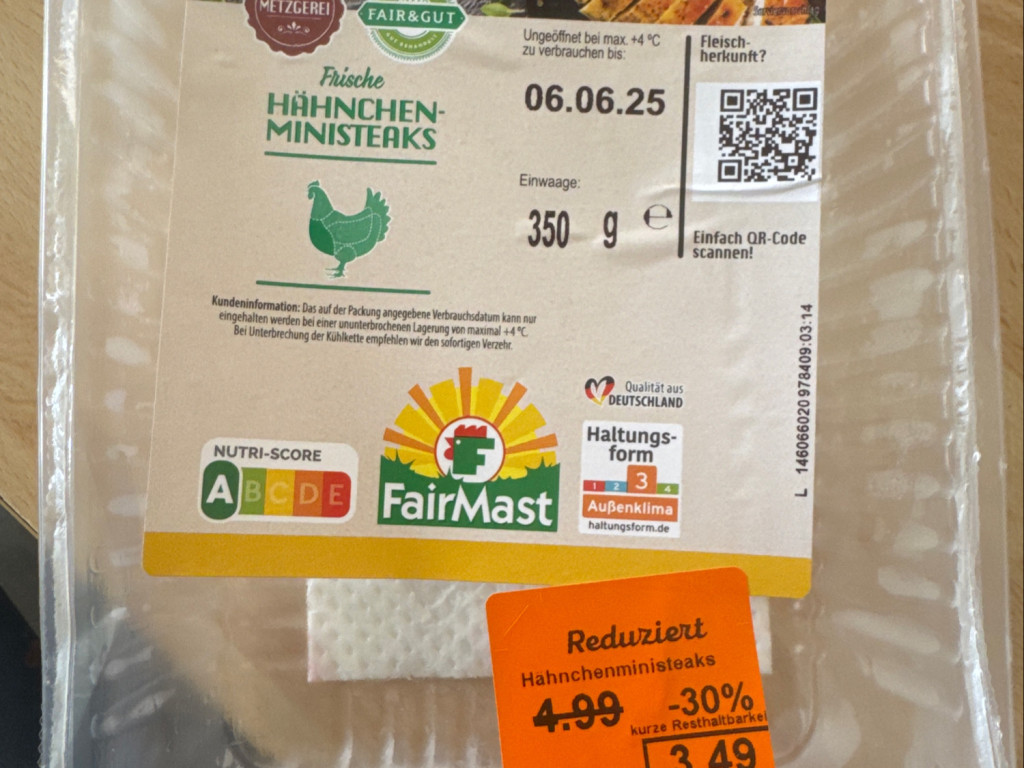 METZGEREI
FAIR&GUT
Frische
HÄHNCHEN-
MINISTEAKS
Ungeöffnet bei max. +4 °C
zu verbrauchen bis:
06.06.25
Einwaage:
350 g e
Fleisch-
herkunft?
Einfach QR-Code
scannen!
Kundeninformation: Das auf der Packung angegebene Verbrauchsdatum kann nur
eingehalten werden bei einer ununterbrochenen Lagerung von maximal +4 °C.
Bei Unterbrechung der Kühlkette empfehlen wir den sofortigen Verzehr.
NUTRI-SCORE
A B C D E
F
FairMast
Qualität aus
DEUTSCHLAND
Haltungs-
form
1 2 3 4
Außenklima
haltungsform.de
L 146066020978409:03:14
Reduziert
Hähnchenministeaks
4.99 -30%
kurze Resthaltbarkei
3.49